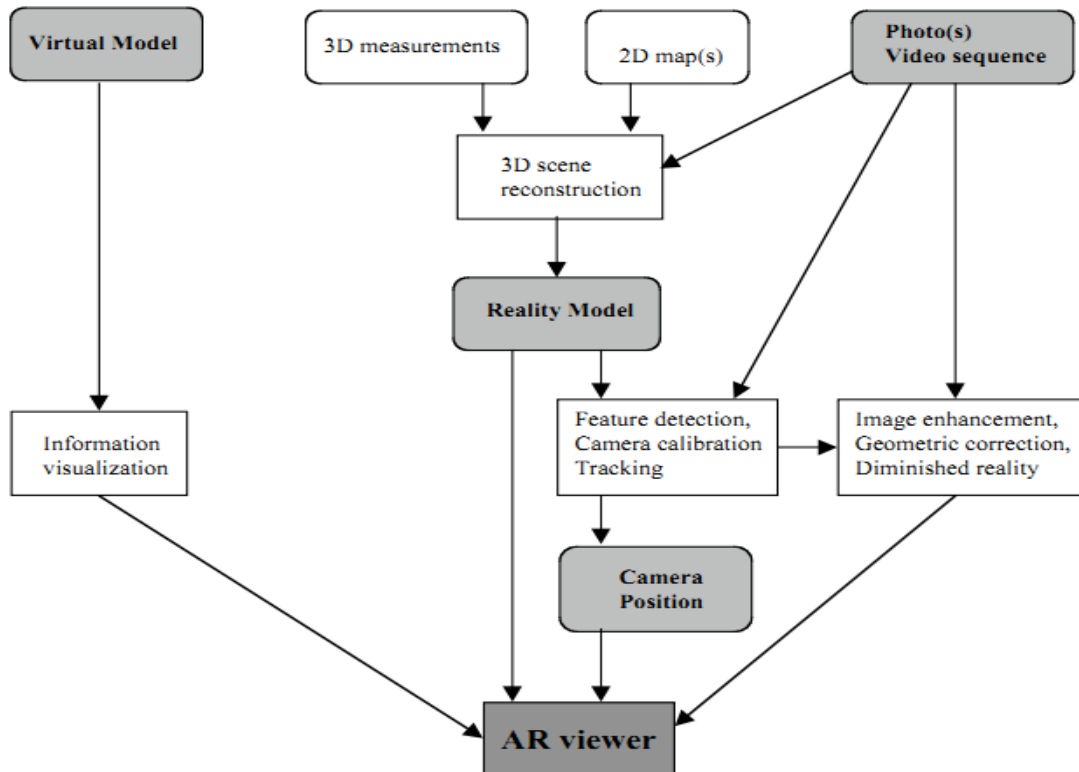 Virtual Model
3D measurements
2D map(s)
Photo(s)
Video sequence
3D scene
reconstruction
Reality Model
Information
visualization
Feature detection,
Camera calibration
Tracking
Image enhancement,
Geometric correction,
Diminished reality
Camera
Position
AR viewer